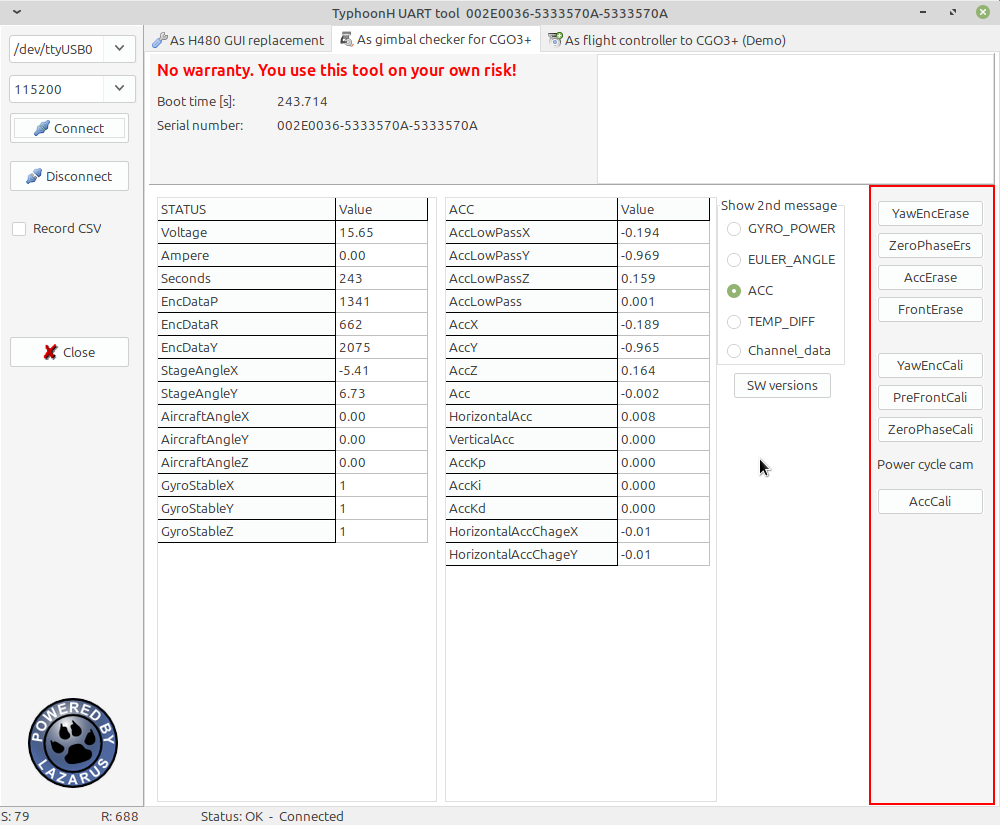 TyphoonH UART tool  002E0036-5333570A-5333570A
/dev/ttyUSB0
115200
Connect
Disconnect
Record CSV
Close
POWERED BY LAZARUS
As H480 GUI replacement
As gimbal checker for CGO3+
As flight controller to CGO3+ (Demo)
No warranty. You use this tool on your own risk!
Boot time [s]: 243.714
Serial number: 002E0036-5333570A-5333570A
STATUS Value
Voltage 15.65
Ampere 0.00
Seconds 243
EncDataP 1341
EncDataR 662
EncDataY 2075
StageAngleX -5.41
StageAngleY 6.73
AircraftAngleX 0.00
AircraftAngleY 0.00
AircraftAngleZ 0.00
GyroStableX 1
GyroStableY 1
GyroStableZ 1
ACC Value
AccLowPassX -0.194
AccLowPassY -0.969
AccLowPassZ 0.159
AccLowPass 0.001
AccX -0.189
AccY -0.965
AccZ 0.164
Acc -0.002
HorizontalAcc 0.008
VerticalAcc 0.000
AccKp 0.000
AccKi 0.000
AccKd 0.000
HorizontalAccChageX -0.01
HorizontalAccChageY -0.01
Show 2nd message
GYRO_POWER
EULER_ANGLE
ACC
TEMP_DIFF
Channel_data
SW versions
YawEncErase
ZeroPhaseErs
AccErase
FrontErase
YawEncCali
PreFrontCali
ZeroPhaseCali
Power cycle cam
AccCali
S: 79 R: 688 Status: OK  -  Connected